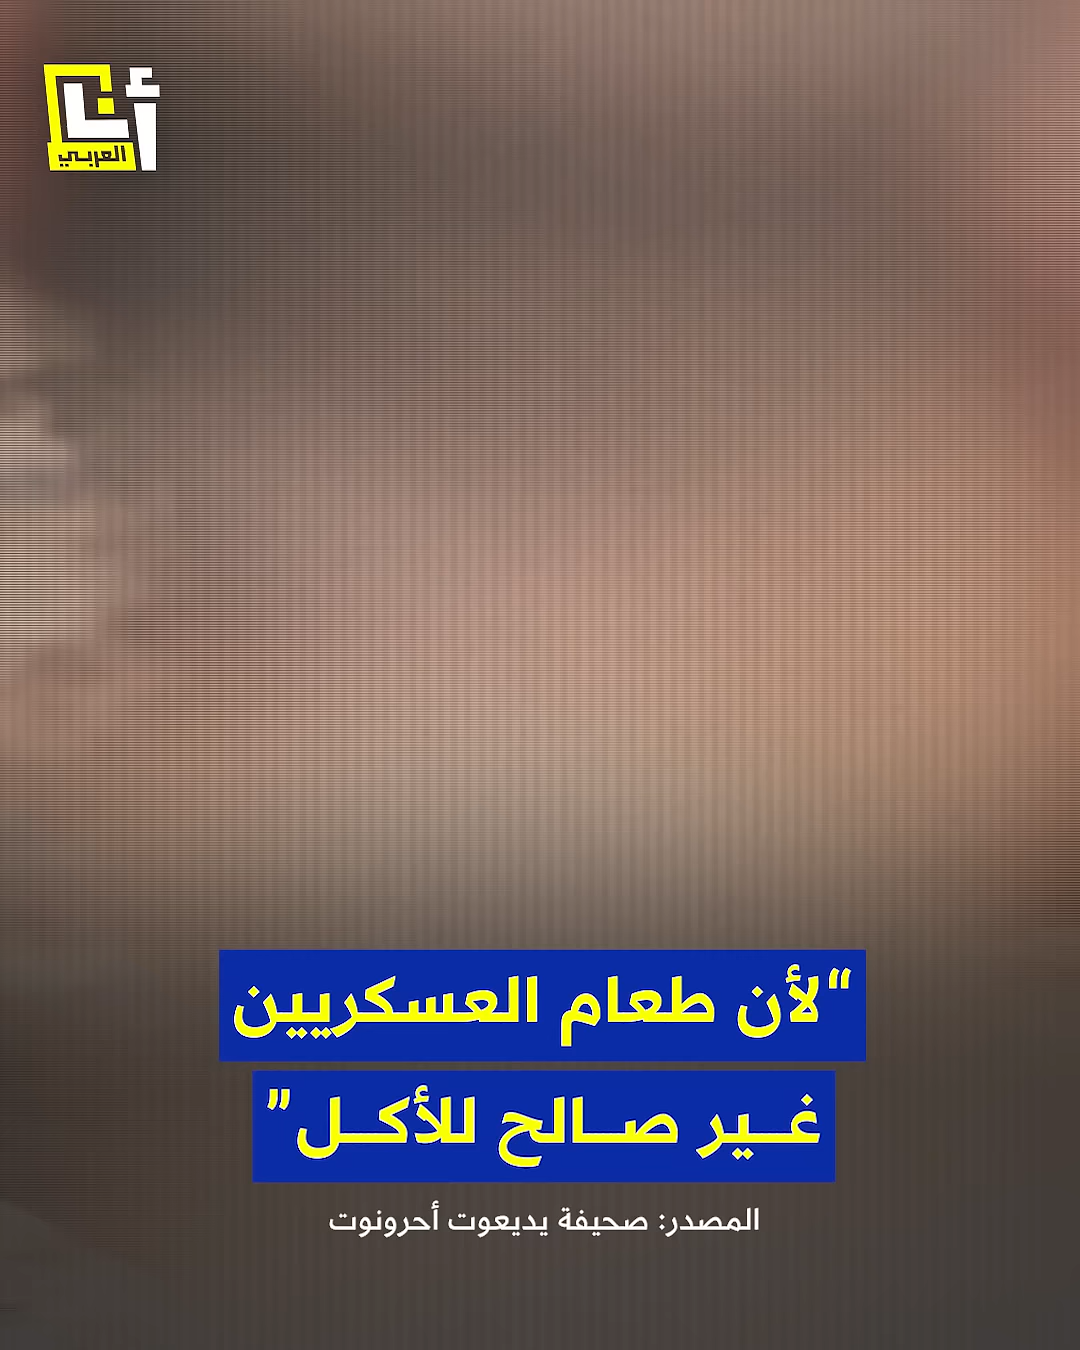 أنا
العربي
“لأن طعام العسكريين
غـير صـالح للأكـل”
المصدر: صحيفة يديعوت أحرونوت